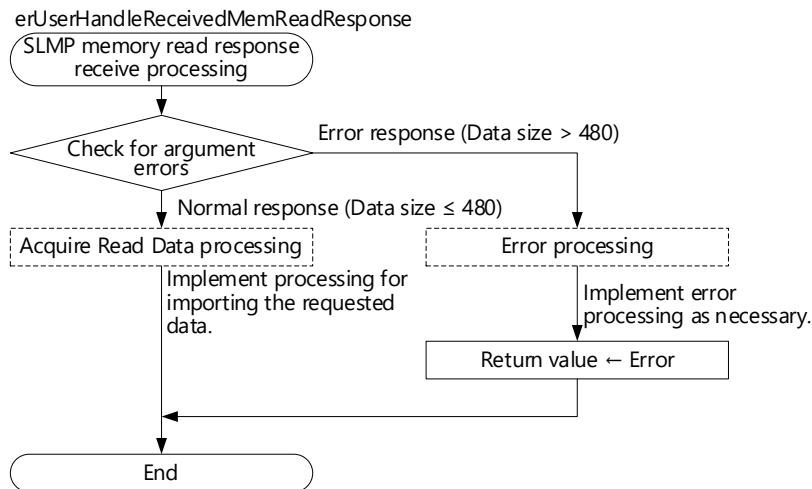 erUserHandleReceivedMemReadResponse
SLMP memory read response
receive processing
Check for argument
errors
Error response (Data size > 480)
Normal response (Data size ≤ 480)
Acquire Read Data processing
Error processing
Implement processing for
importing the requested
data.
Implement error
processing as necessary.
Return value ← Error
End